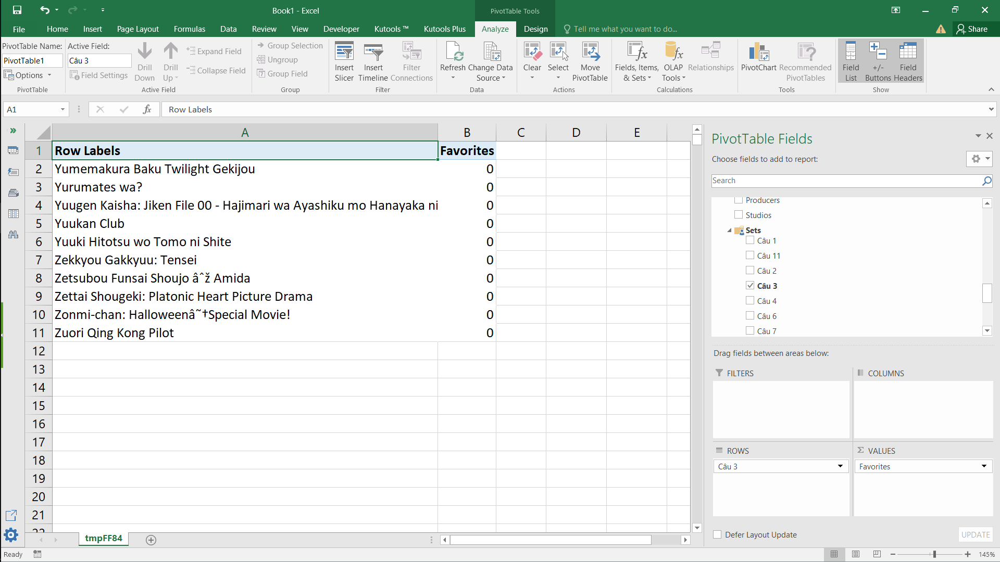 Book1 - Excel
PivotTable Tools
File Home Insert Page Layout Formulas Data Review View Developer Kutools ™ Kutools Plus Analyze Design Tell me what you want to do... Share
PivotTable Name: Active Field:
PivotTable1 Câu 3
Options Field Settings
Drill Down
Drill Up
Expand Field
Collapse Field
Group Selection
Ungroup
Group Field
Insert Slicer
Insert Timeline
Filter Connections
Refresh
Change Data Source
Clear
Select
Move PivotTable
Fields, Items, & Sets
OLAP Tools
Relationships
PivotChart
Recommended PivotTables
Field List
+/- Buttons
Field Headers
PivotTable Active Field Group Filter Data Actions Calculations Tools Show
A1 fx Row Labels
A B C D E
1 Row Labels Favorites
2 Yumemakura Baku Twilight Gekijou 0
3 Yurumates wa? 0
4 Yuugen Kaisha: Jiken File 00 - Hajimari wa Ayashiku mo Hanayaka ni 0
5 Yuukan Club 0
6 Yuuki Hitotsu wo Tomo ni Shite 0
7 Zekkyou Gakkyuu: Tensei 0
8 Zetsubou Funsai Shoujo âˆž Amida 0
9 Zettai Shougeki: Platonic Heart Picture Drama 0
10 Zonmi-chan: Halloweenâ˜†Special Movie! 0
11 Zuori Qing Kong Pilot 0
12
13
14
15
16
17
18
19
20
21
22
PivotTable Fields
Choose fields to add to report:
Search
Producers
Studios
Sets
Câu 1
Câu 11
Câu 2
Câu 3
Câu 4
Câu 6
Câu 7
Drag fields between areas below:
FILTERS COLUMNS
ROWS Σ VALUES
Câu 3 Favorites
Defer Layout Update UPDATE
tmpFF84
Ready 145%